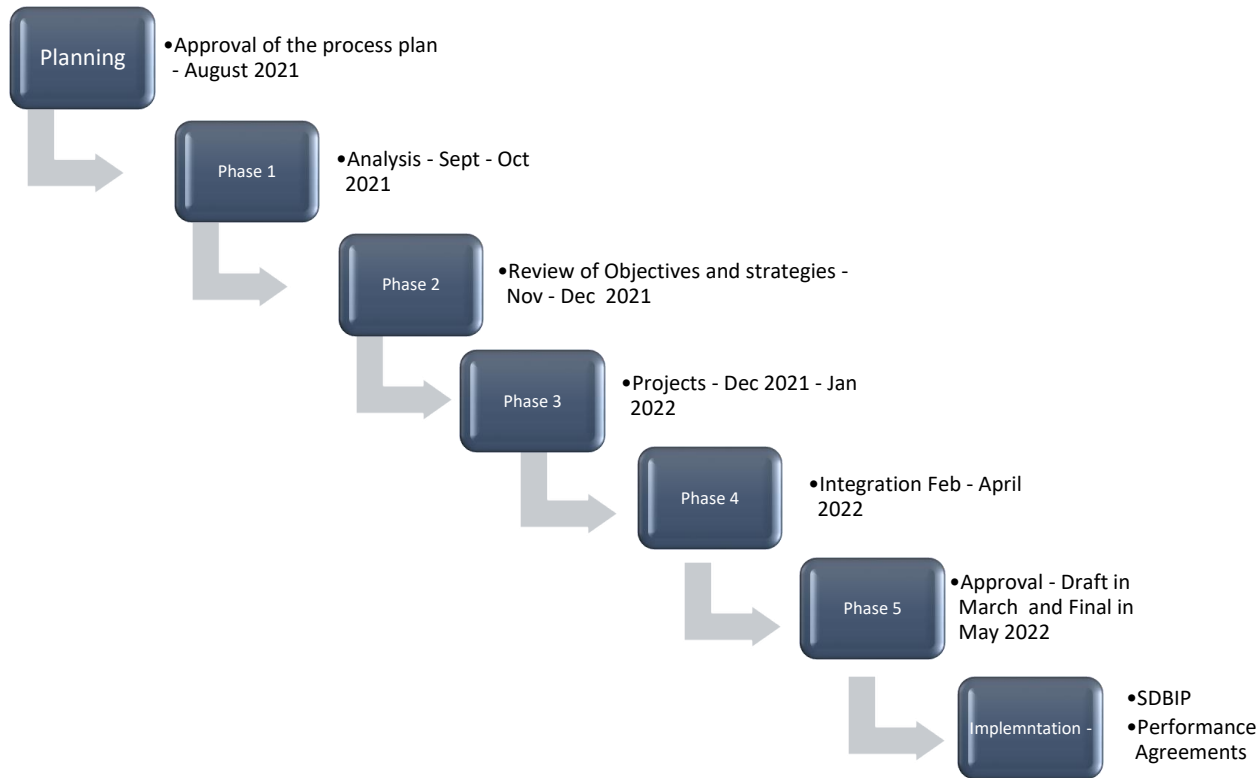 Planning
•Approval of the process plan
- August 2021
Phase 1
•Analysis - Sept - Oct
2021
Phase 2
•Review of Objectives and strategies -
Nov - Dec  2021
Phase 3
•Projects - Dec 2021 - Jan
2022
Phase 4
•Integration Feb - April
2022
Phase 5
•Approval - Draft in
March  and Final in
May 2022
Implemntation -
•SDBIP
•Performance
Agreements